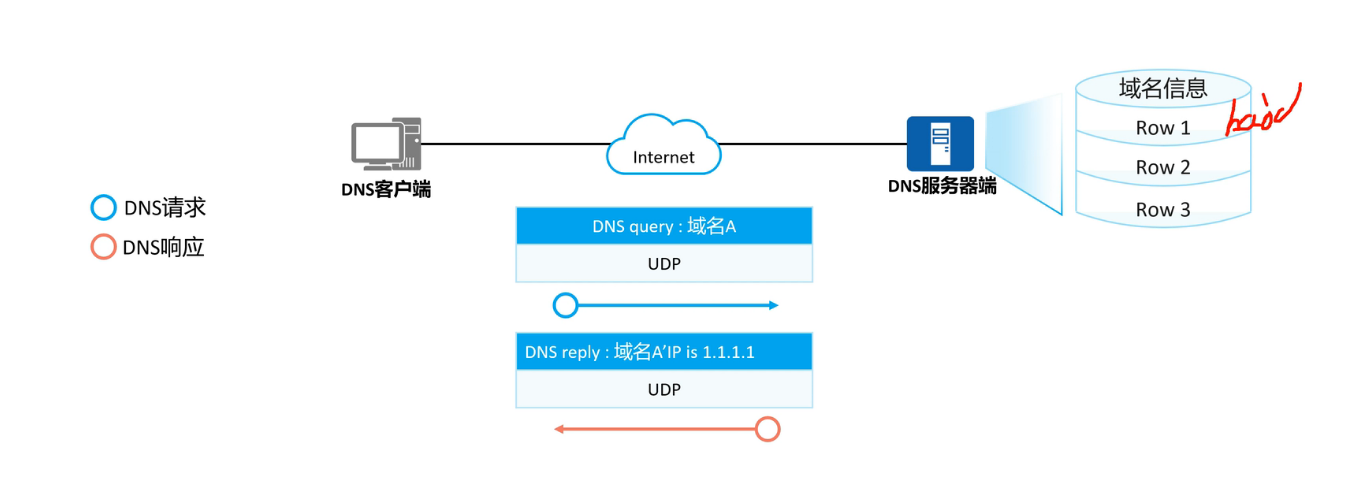 域名信息
Row 1
Row 2
Row 3
Internet
DNS客户端
DNS服务器端
DNS请求
DNS响应
DNS query : 域名A
UDP
DNS reply : 域名A’IP is 1.1.1.1
UDP